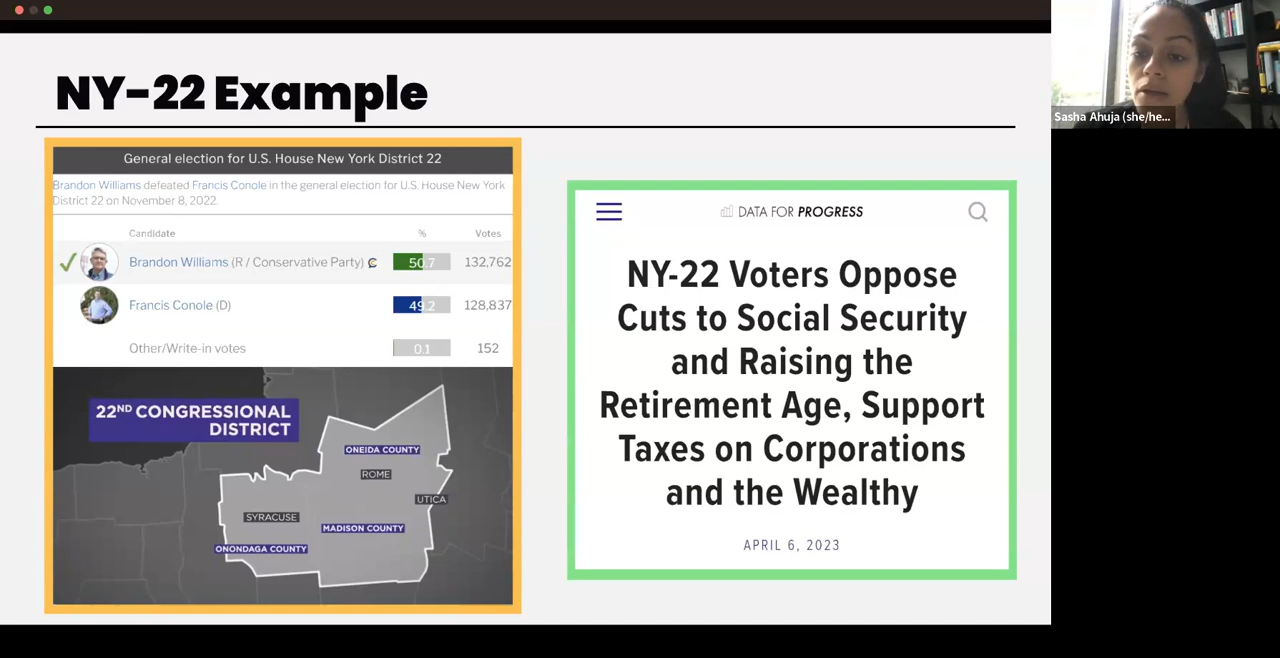 NY-22 Example
General election for U.S. House New York District 22
Brandon Williams defeated Francis Conole in the general election for U.S. House New York
District 22 on November 8, 2022.
Candidate % Votes
Brandon Williams (R / Conservative Party) C 50.7 132,762
Francis Conole (D) 49.2 128,837
Other/Write-in votes 0.1 152
22ND CONGRESSIONAL
DISTRICT
ONEIDA COUNTY
ROME
UTICA
SYRACUSE
MADISON COUNTY
ONONDAGA COUNTY
DATA FOR PROGRESS
NY-22 Voters Oppose
Cuts to Social Security
and Raising the
Retirement Age, Support
Taxes on Corporations
and the Wealthy
APRIL 6, 2023
Sasha Ahuja (she/he...